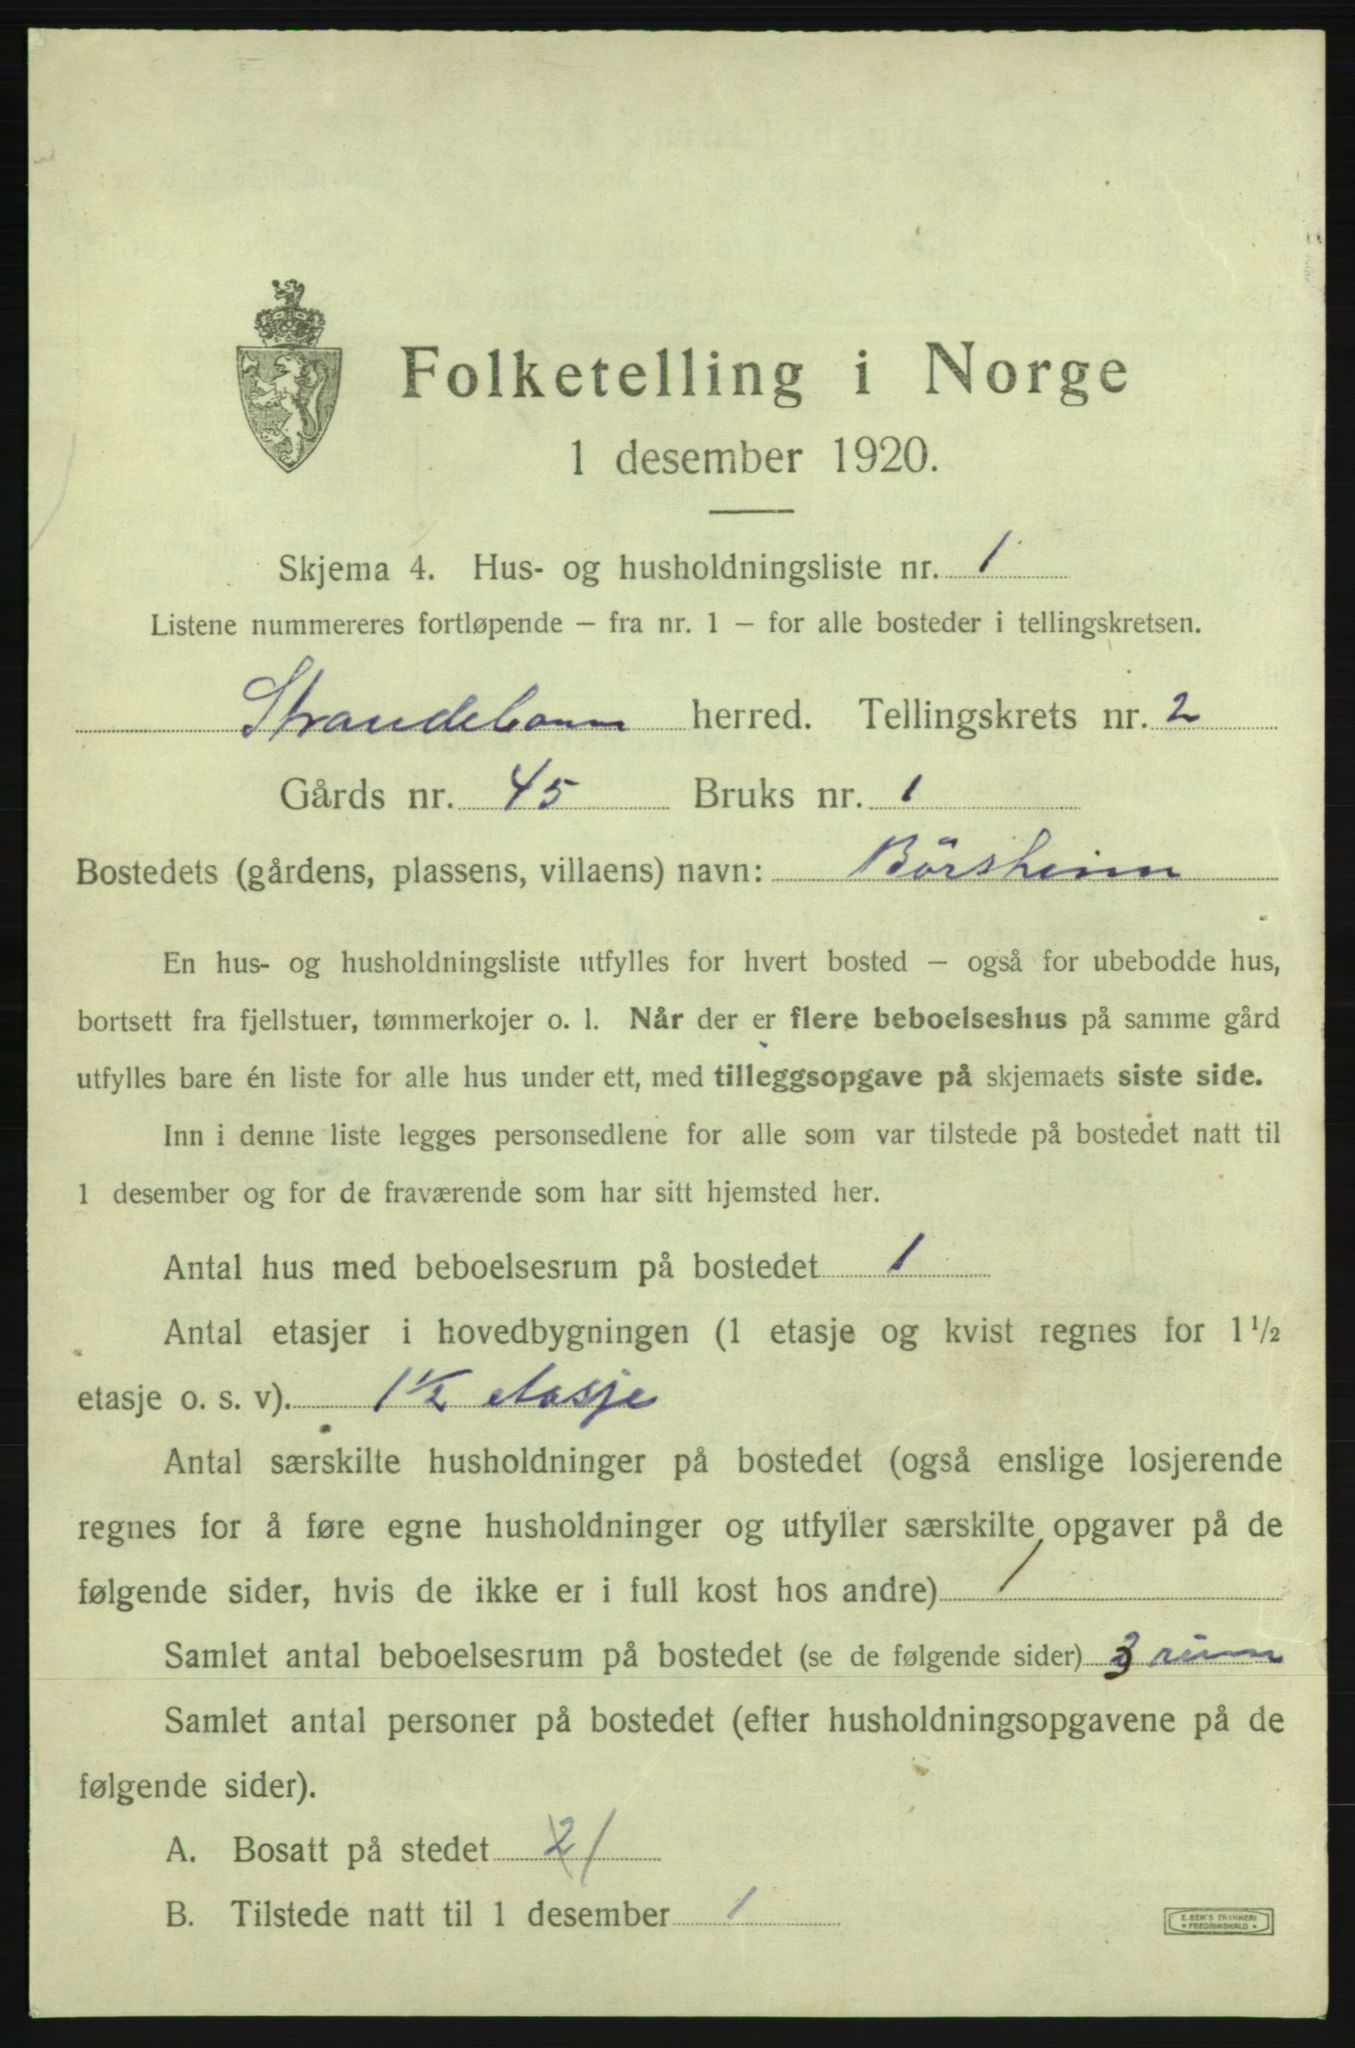 Folketelling i Norge
1 desember 1920.
Skjema 4. Hus- og husholdningsliste nr. 1
Listene nummereres fortløpende – fra nr. 1 – for alle bosteder i tellingskretsen.
Strandebarm herred. Tellingskrets nr. 2
Gårds nr. 45 Bruks nr. 1
Bostedets (gårdens, plassens, villaens) navn: Börsheim
En hus- og husholdningsliste utfylles for hvert bosted – også for ubebodde hus,
bortsett fra fjellstuer, tømmerkojer o. l. Når der er flere beboelseshus på samme gård
utfylles bare én liste for alle hus under ett, med tilleggsopgave på skjemaets siste side.
Inn i denne liste legges personsedlene for alle som var tilstede på bostedet natt til
1 desember og for de fraværende som har sitt hjemsted her.
Antal hus med beboelsesrum på bostedet 1
Antal etasjer i hovedbygningen (1 etasje og kvist regnes for 1 1/2
etasje o. s. v). 1 1/2 etasje
Antal særskilte husholdninger på bostedet (også enslige losjerende
regnes for å føre egne husholdninger og utfyller særskilte opgaver på de
følgende sider, hvis de ikke er i full kost hos andre) 1
Samlet antal beboelsesrum på bostedet (se de følgende sider) 3 rum
Samlet antal personer på bostedet (efter husholdningsopgavene på de
følgende sider).
A. Bosatt på stedet 2 1
B. Tilstede natt til 1 desember 1
E. SEM'S TRYKKERI
* FREDRIKSHALD *